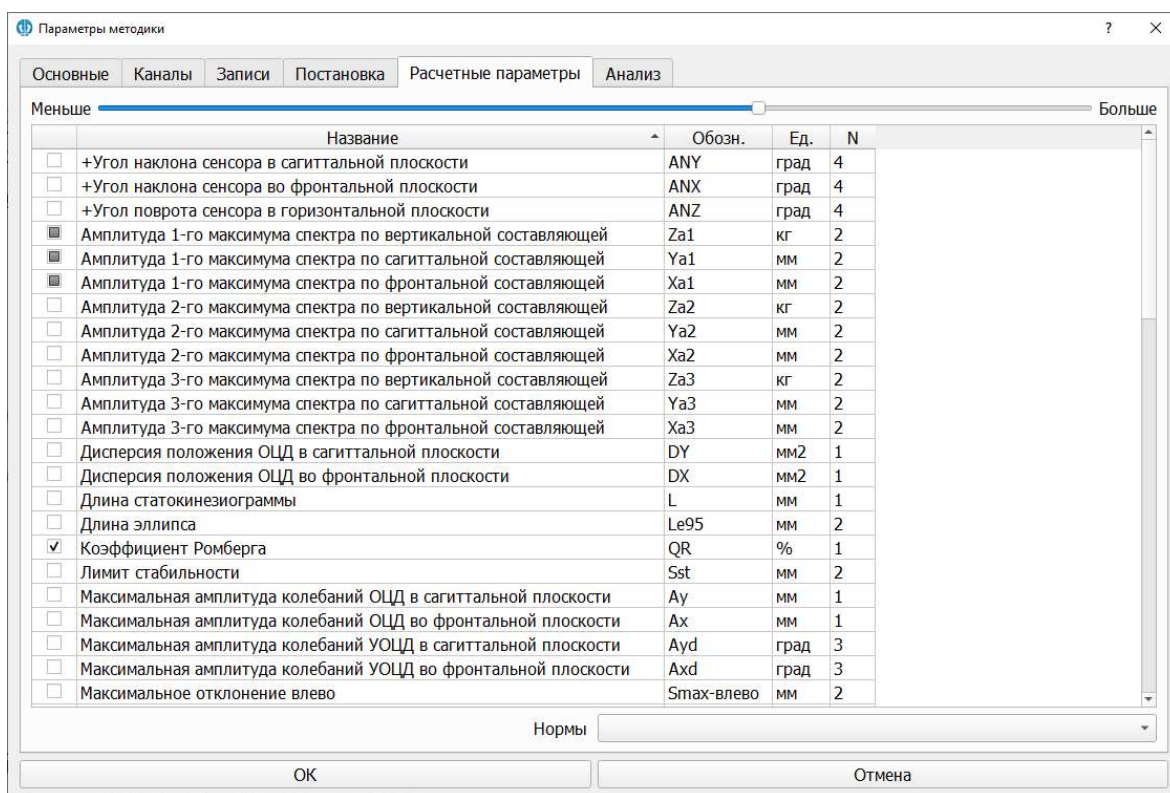 Параметры методики ? ×
Основные Каналы Записи Постановка Расчетные параметры Анализ
Меньше Больше
Название Обозн. Ед. N
+Угол наклона сенсора в сагиттальной плоскости ANY град 4
+Угол наклона сенсора во фронтальной плоскости ANX град 4
+Угол поврота сенсора в горизонтальной плоскости ANZ град 4
Амплитуда 1-го максимума спектра по вертикальной составляющей Za1 кг 2
Амплитуда 1-го максимума спектра по сагиттальной составляющей Ya1 мм 2
Амплитуда 1-го максимума спектра по фронтальной составляющей Xa1 мм 2
Амплитуда 2-го максимума спектра по вертикальной составляющей Za2 кг 2
Амплитуда 2-го максимума спектра по сагиттальной составляющей Ya2 мм 2
Амплитуда 2-го максимума спектра по фронтальной составляющей Xa2 мм 2
Амплитуда 3-го максимума спектра по вертикальной составляющей Za3 кг 2
Амплитуда 3-го максимума спектра по сагиттальной составляющей Ya3 мм 2
Амплитуда 3-го максимума спектра по фронтальной составляющей Xa3 мм 2
Дисперсия положения ОЦД в сагиттальной плоскости DY мм2 1
Дисперсия положения ОЦД во фронтальной плоскости DX мм2 1
Длина статокинезиограммы L мм 1
Длина эллипса Le95 мм 2
Коэффициент Ромберга QR % 1
Лимит стабильности Sst мм 2
Максимальная амплитуда колебаний ОЦД в сагиттальной плоскости Ay мм 1
Максимальная амплитуда колебаний ОЦД во фронтальной плоскости Ax мм 1
Максимальная амплитуда колебаний УОЦД в сагиттальной плоскости Ayd град 3
Максимальная амплитуда колебаний УОЦД во фронтальной плоскости Axd град 3
Максимальное отклонение влево Smax-влево мм 2
Нормы
ОК Отмена